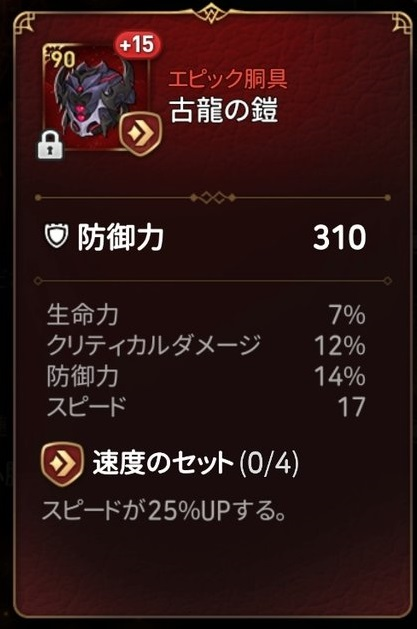 90
+15
エピック胴具
古龍の鎧
防御力 310
生命力 7%
クリティカルダメージ 12%
防御力 14%
スピード 17
速度のセット (0/4)
スピードが25%UPする。